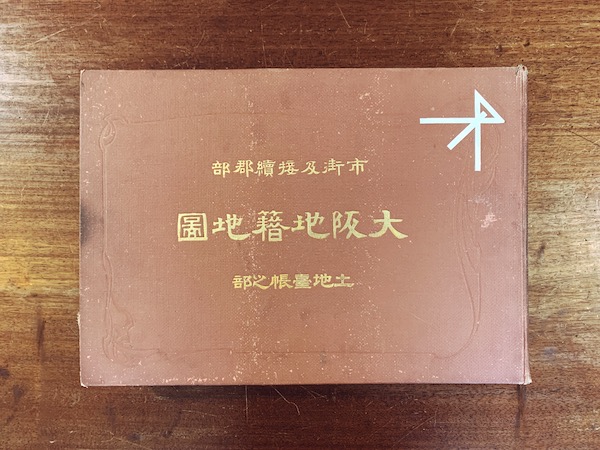 市街及接續郡部
大阪地籍地圖
土地臺帳之部